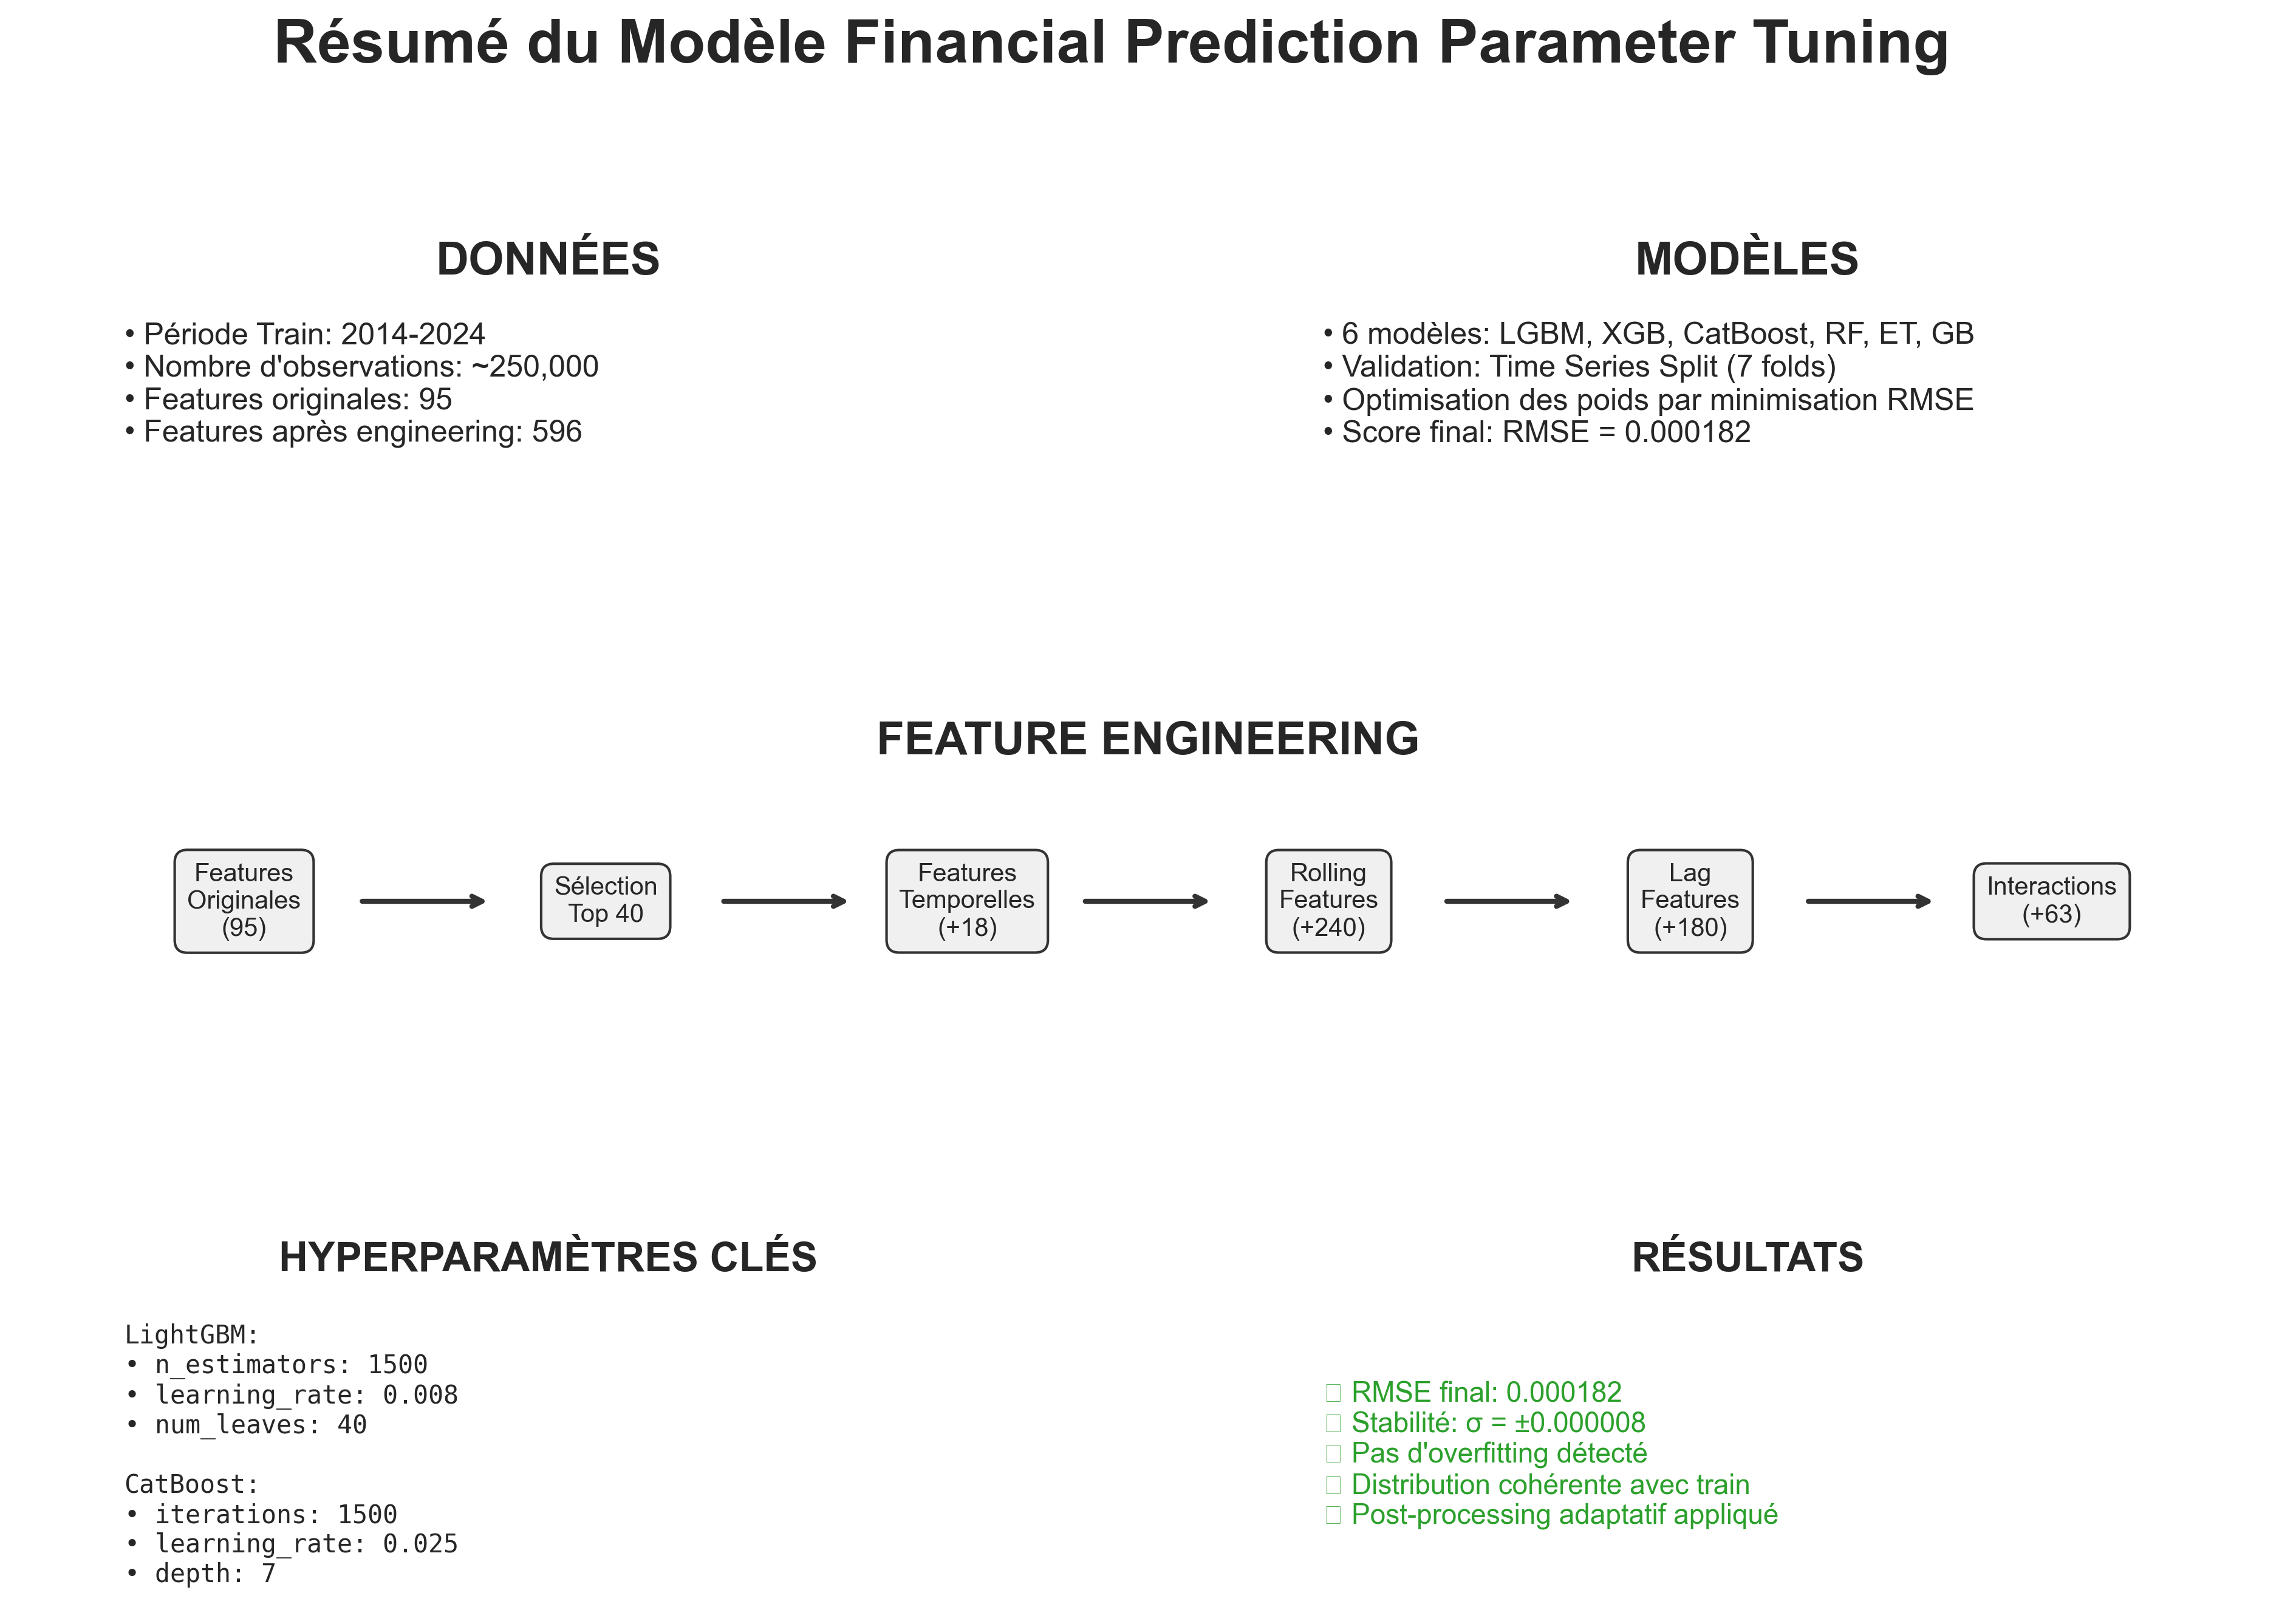 Résumé du Modèle Financial Prediction Parameter Tuning
DONNÉES
• Période Train: 2014-2024
• Nombre d'observations: ~250,000
• Features originales: 95
• Features après engineering: 596
MODÈLES
• 6 modèles: LGBM, XGB, CatBoost, RF, ET, GB
• Validation: Time Series Split (7 folds)
• Optimisation des poids par minimisation RMSE
• Score final: RMSE = 0.000182
FEATURE ENGINEERING
Features
Originales
(95)
Sélection
Top 40
Features
Temporelles
(+18)
Rolling
Features
(+240)
Lag
Features
(+180)
Interactions
(+63)
HYPERPARAMÈTRES CLÉS
LightGBM:
• n_estimators: 1500
• learning_rate: 0.008
• num_leaves: 40
CatBoost:
• iterations: 1500
• learning_rate: 0.025
• depth: 7
RÉSULTATS
▯ RMSE final: 0.000182
▯ Stabilité: σ = ±0.000008
▯ Pas d'overfitting détecté
▯ Distribution cohérente avec train
▯ Post-processing adaptatif appliqué